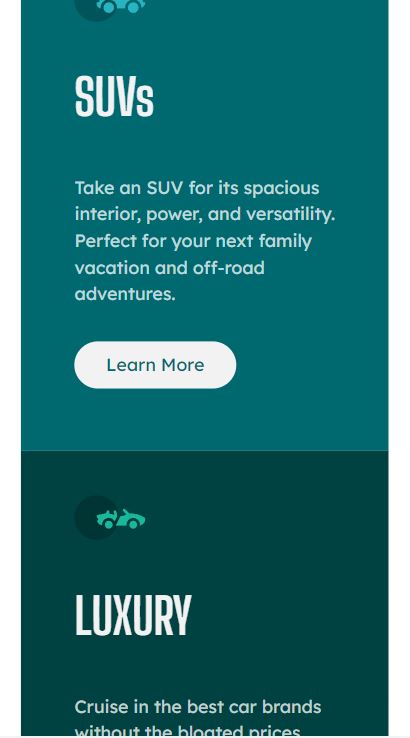 SUVs
Take an SUV for its spacious
interior, power, and versatility.
Perfect for your next family
vacation and off-road
adventures.
Learn More
LUXURY
Cruise in the best car brands
without the bloated prices.